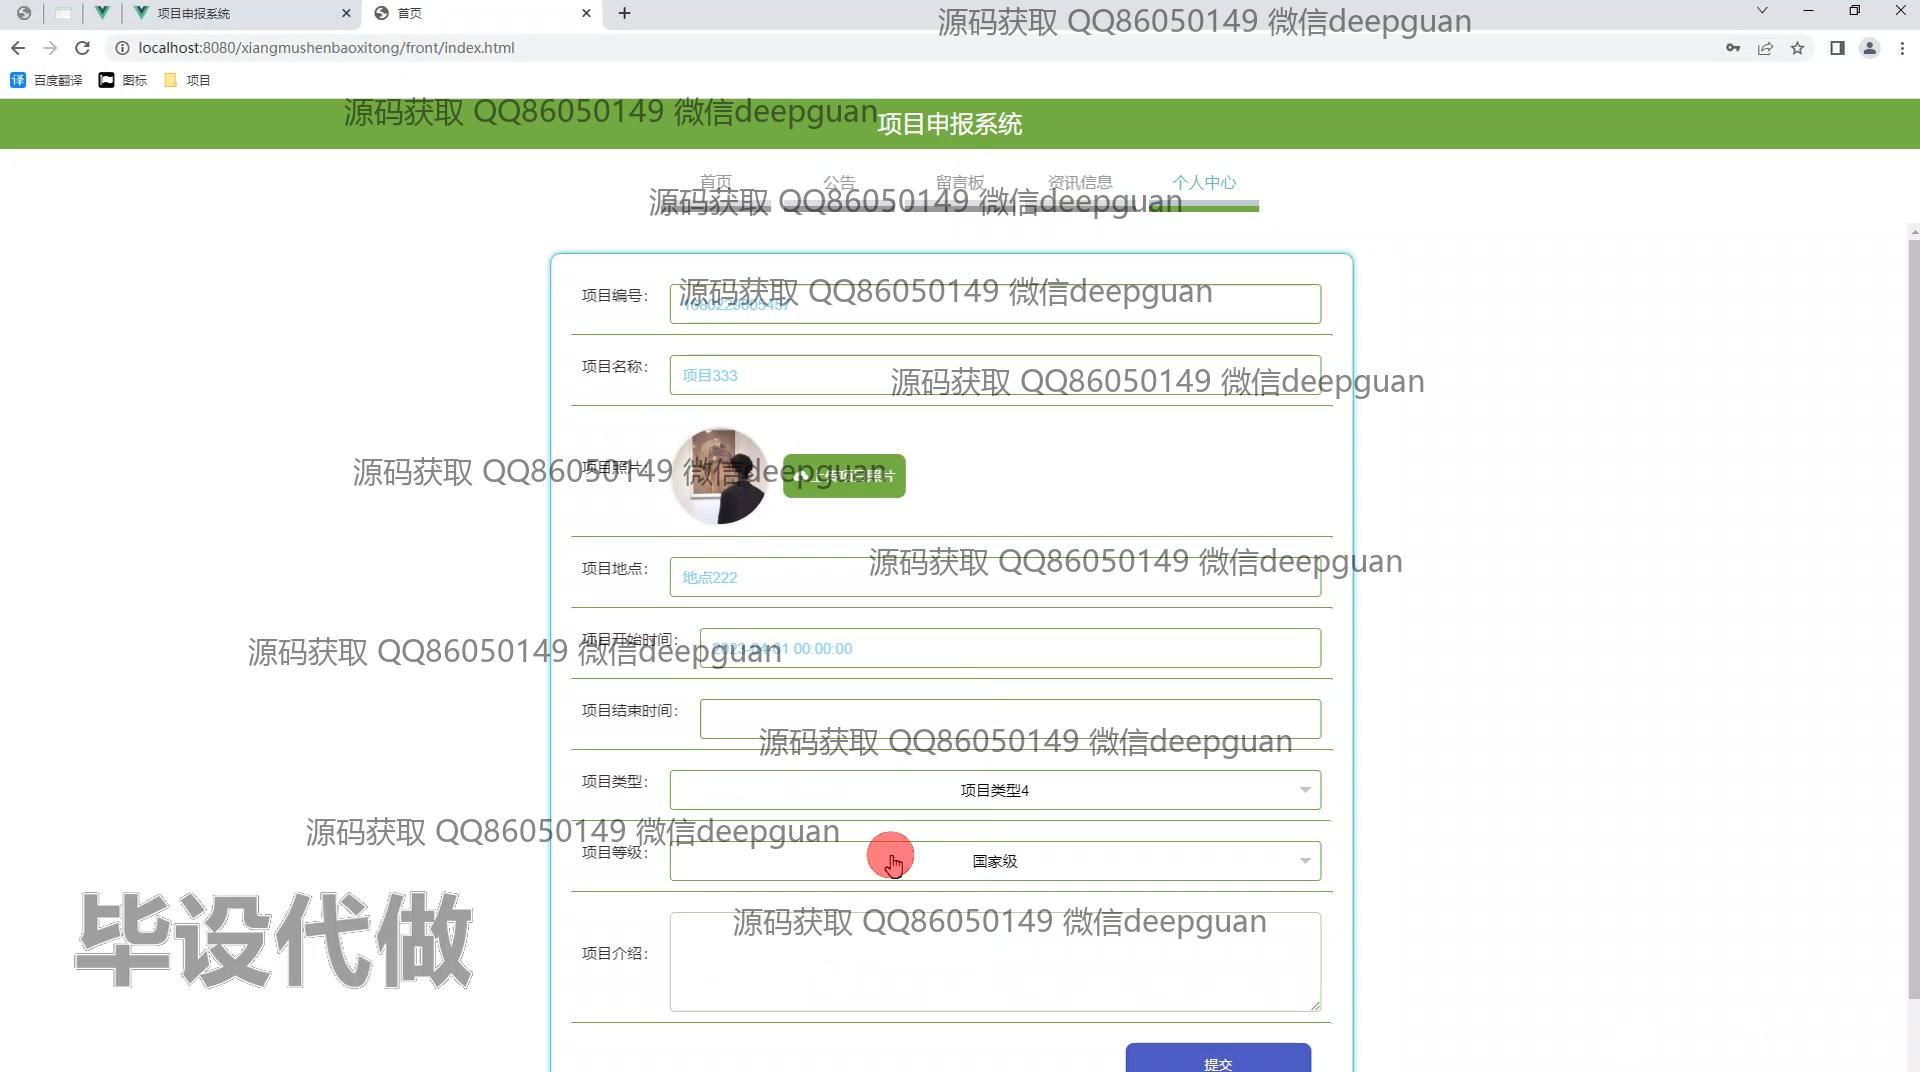 项目申报系统
首页
源码获取 QQ86050149 微信deepguan
localhost:8080/xiangmushenbaoxitong/front/index.html
百度翻译
图标
项目
源码获取 QQ86050149 微信deepguan
项目申报系统
首页
公告
留言板
资讯信息
个人中心
源码获取 QQ86050149 微信deepguan
项目编号：
源码获取 QQ86050149 微信deepguan
项目名称：
项目333
源码获取 QQ86050149 微信deepguan
项目照片：
上传项目照片
源码获取 QQ86050149 微信deepguan
项目地点：
地点222
源码获取 QQ86050149 微信deepguan
项目开始时间：
2023-04-01 00:00:00
源码获取 QQ86050149 微信deepguan
项目结束时间：
源码获取 QQ86050149 微信deepguan
项目类型：
项目类型4
源码获取 QQ86050149 微信deepguan
项目等级：
国家级
毕设代做
源码获取 QQ86050149 微信deepguan
项目介绍：
提交